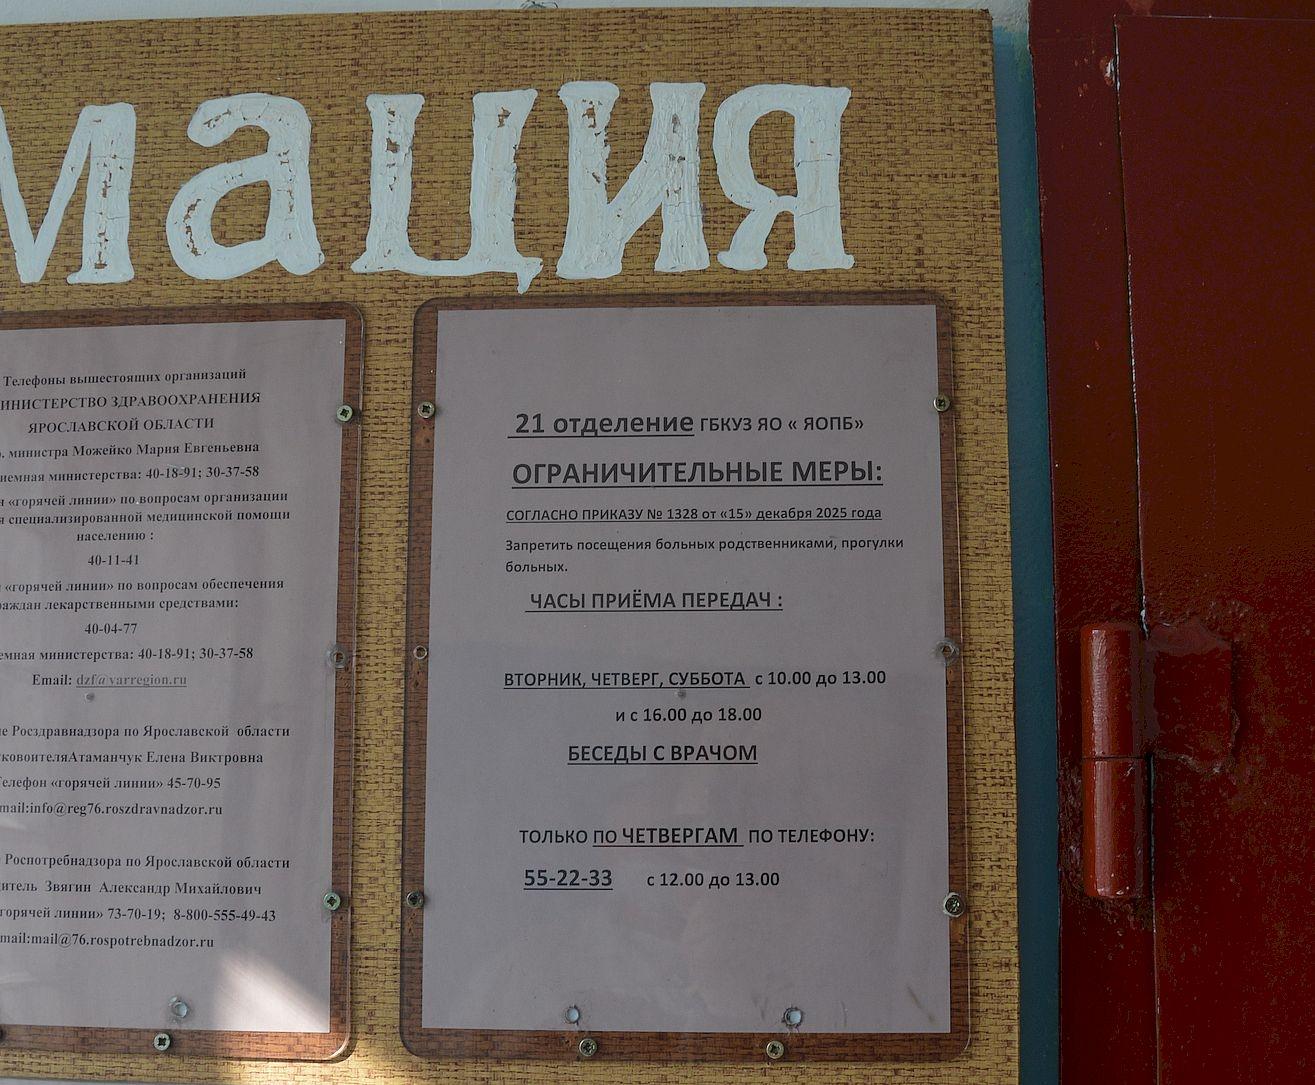 мация
Телефоны вышестоящих организаций
ИНИСТЕРСТВО ЗДРАВООХРАНЕНИЯ
ЯРОСЛАВСКОЙ ОБЛАСТИ
. министра Можейко Мария Евгеньевна
иемная министерства: 40-18-91; 30-37-58
«горячей линии» по вопросам организации
я специализированной медицинской помощи
населению :
40-11-41
«горячей линии» по вопросам обеспечения
раждан лекарственными средствами:
40-04-77
емная министерства: 40-18-91; 30-37-58
Email: dzf@yarregion.ru
е Росздравнадзора по Ярославской области
ковоителяАтаманчук Елена Виктровна
Телефон «горячей линии» 45-70-95
mail:info@reg76.roszdravnadzor.ru
Роспотребнадзора по Ярославской области
итель Звягин Александр Михайлович
горячей линии» 73-70-19; 8-800-555-49-43
mail:mail@76.rospotrebnadzor.ru
21 отделение ГБКУЗ ЯО « ЯОПБ»
ОГРАНИЧИТЕЛЬНЫЕ МЕРЫ:
СОГЛАСНО ПРИКАЗУ № 1328 от «15» декабря 2025 года
Запретить посещения больных родственниками, прогулки
больных.
ЧАСЫ ПРИЁМА ПЕРЕДАЧ :
ВТОРНИК, ЧЕТВЕРГ, СУББОТА с 10.00 до 13.00
и с 16.00 до 18.00
БЕСЕДЫ С ВРАЧОМ
ТОЛЬКО ПО ЧЕТВЕРГАМ ПО ТЕЛЕФОНУ:
55-22-33 с 12.00 до 13.00